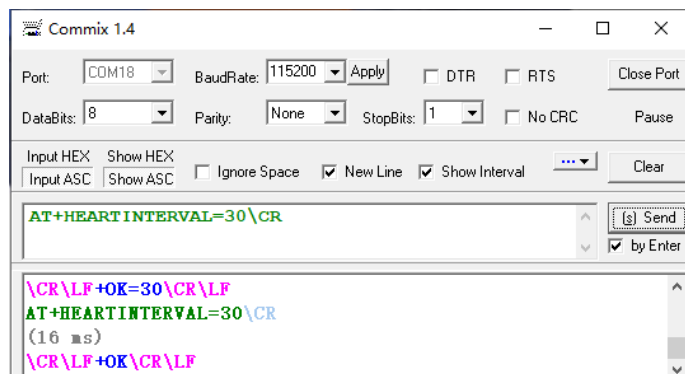 Commix 1.4
Port: COM18 BaudRate: 115200 Apply DTR RTS Close Port
DataBits: 8 Parity: None StopBits: 1 No CRC Pause
Input HEX Show HEX
Input ASC Show ASC Ignore Space New Line Show Interval ... Clear
AT+HEARTINTERVAL=30\CR
(s) Send
by Enter
\CR\LF+OK=30\CR\LF
AT+HEARTINTERVAL=30\CR
(16 ms)
\CR\LF+OK\CR\LF